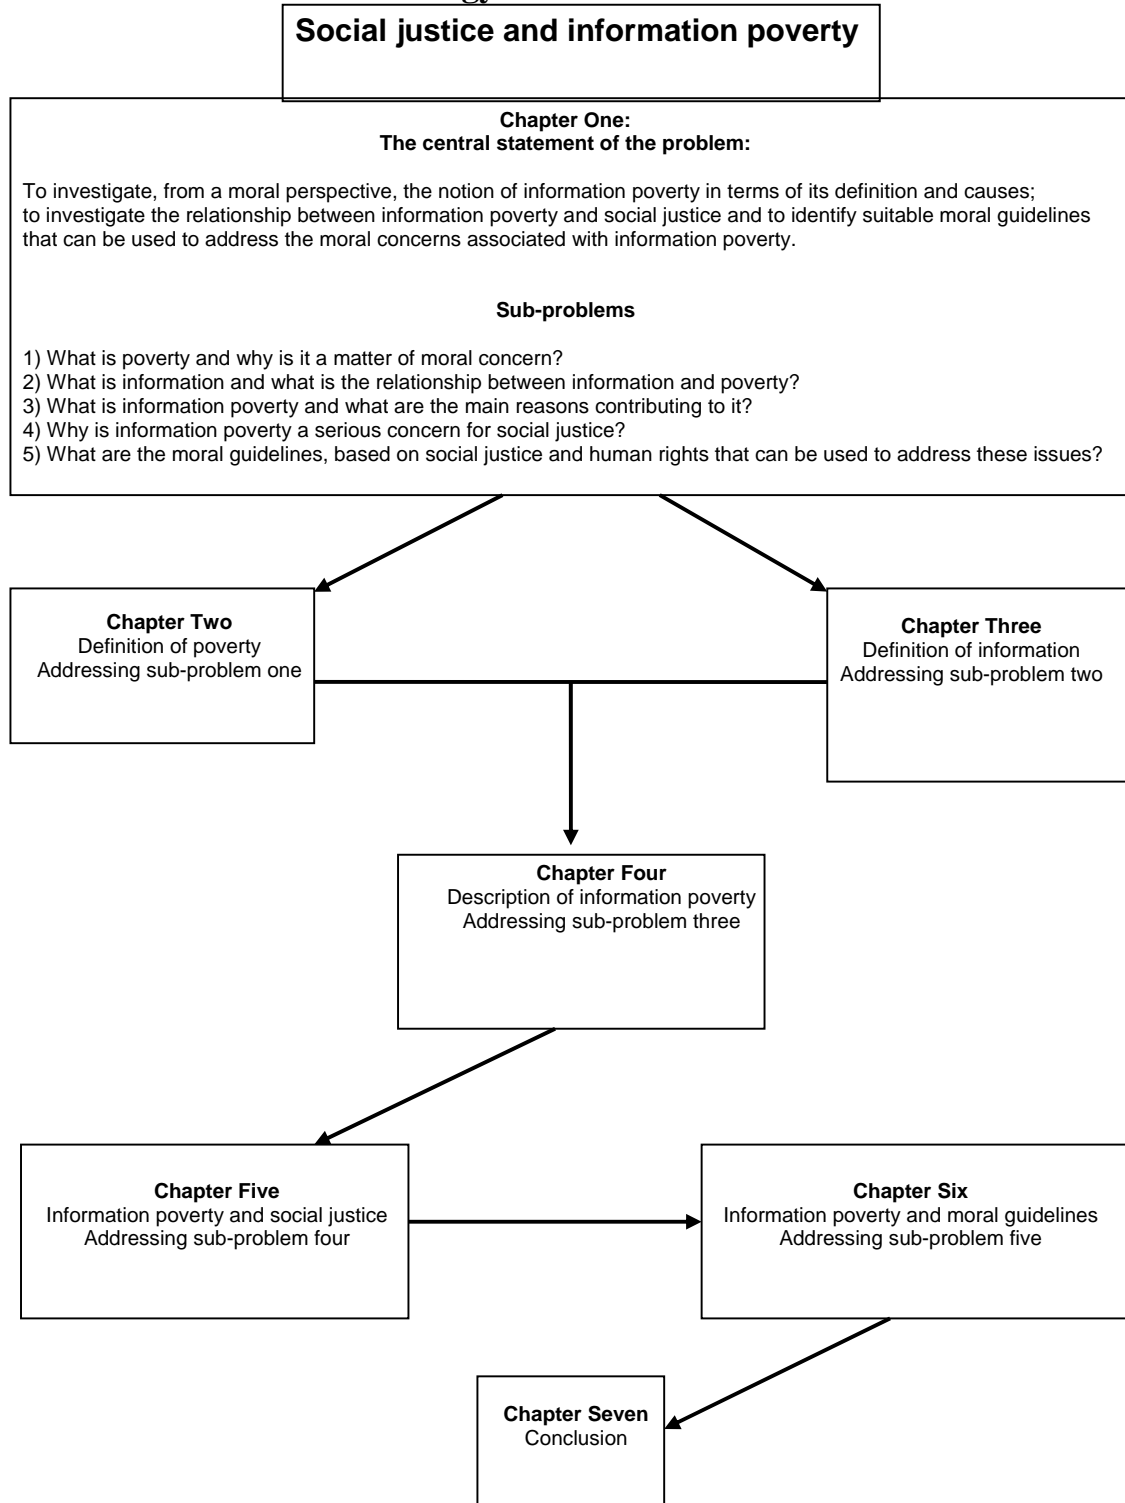 Social justice and information poverty
Chapter One:
The central statement of the problem:
To investigate, from a moral perspective, the notion of information poverty in terms of its definition and causes;
to investigate the relationship between information poverty and social justice and to identify suitable moral guidelines
that can be used to address the moral concerns associated with information poverty.
Sub-problems
1) What is poverty and why is it a matter of moral concern?
2) What is information and what is the relationship between information and poverty?
3) What is information poverty and what are the main reasons contributing to it?
4) Why is information poverty a serious concern for social justice?
5) What are the moral guidelines, based on social justice and human rights that can be used to address these issues?
Chapter Two
Definition of poverty
Addressing sub-problem one
Chapter Three
Definition of information
Addressing sub-problem two
Chapter Four
Description of information poverty
Addressing sub-problem three
Chapter Five
Information poverty and social justice
Addressing sub-problem four
Chapter Six
Information poverty and moral guidelines
Addressing sub-problem five
Chapter Seven
Conclusion